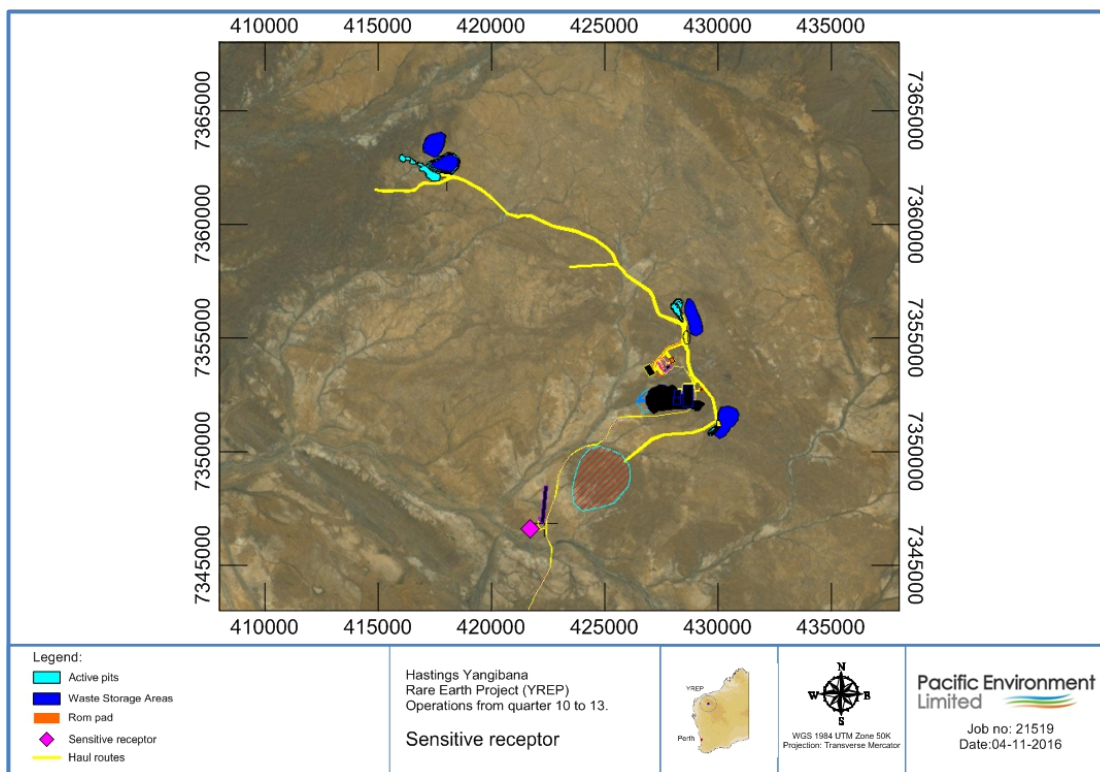 410000 415000 420000 425000 430000 435000
7365000 7365000
7360000 7360000
7355000 7355000
7350000 7350000
7345000 7345000
410000 415000 420000 425000 430000 435000
Legend:
Active pits
Waste Storage Areas
Rom pad
Sensitive receptor
Haul routes
Hastings Yangibana
Rare Earth Project (YREP)
Operations from quarter 10 to 13.
Sensitive receptor
YREP
Perth
N
W E
S
WGS 1984 UTM Zone 50K
Projection: Transverse Mercator
Pacific Environment
Limited
Job no: 21519
Date:04-11-2016